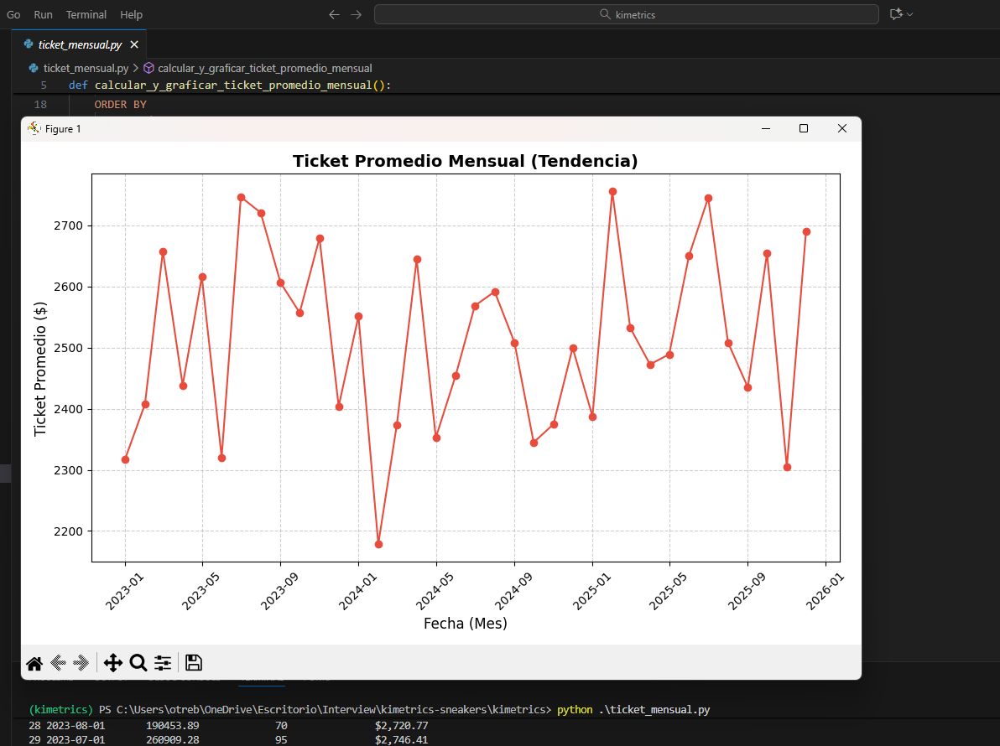 Go Run Terminal Help
kimetrics
ticket_mensual.py
ticket_mensual.py > calcular_y_graficar_ticket_promedio_mensual
5 def calcular_y_graficar_ticket_promedio_mensual():
18 ORDER BY
Figure 1
Ticket Promedio Mensual (Tendencia)
2700
2600
2500
2400
2300
2200
Ticket Promedio ($)
2023-01
2023-05
2023-09
2024-01
2024-05
2024-09
2025-01
2025-05
2025-09
2026-01
Fecha (Mes)
(kimetrics) PS C:\Users\otreb\OneDrive\Escritorio\Interview\kimetrics-sneakers\kimetrics> python .\ticket_mensual.py
28 2023-08-01 190453.89 70 $2,720.77
29 2023-07-01 260909.28 95 $2,746.41